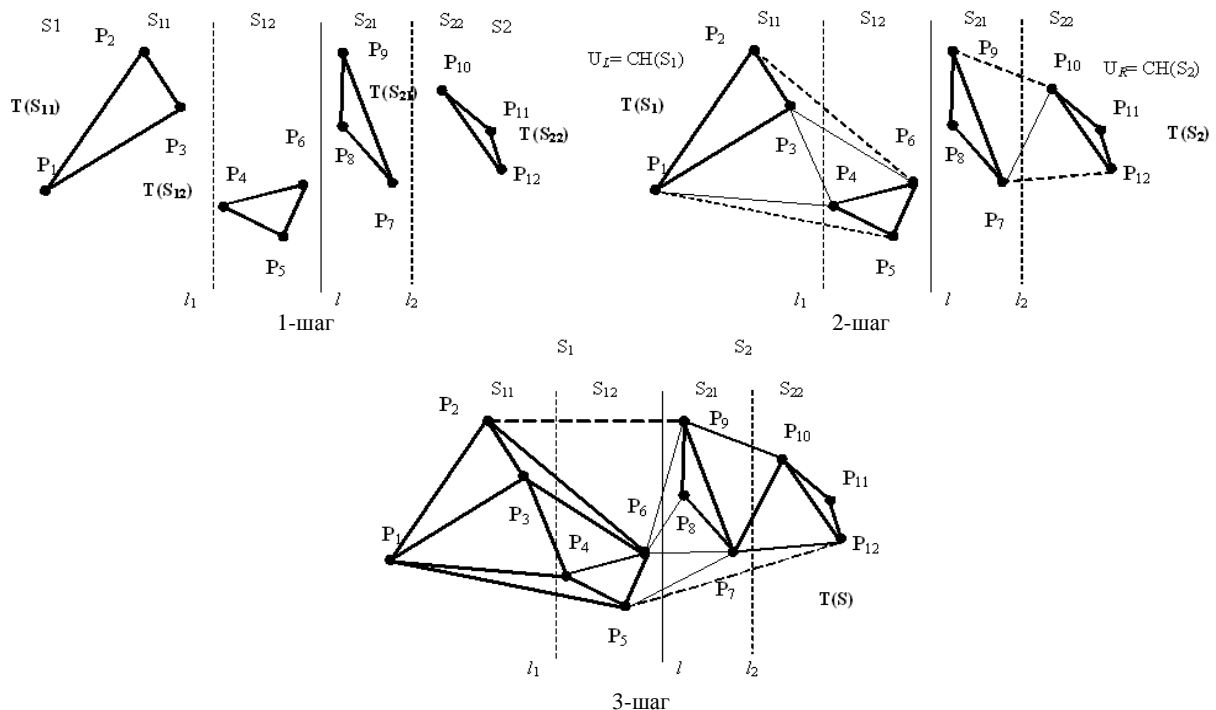 S1 S11 S12 S21 S22 S2
P2 P9 P10
T(S11) T(S21) P11 T(S22)
P1 P3 P6 P8 P12
T(S12) P4 P7
P5
l1 l l2
1-шаг
S11 S12 S21 S22
P2 P9 P10
UL= CH(S1) UR= CH(S2)
T(S1) P11 T(S2)
P1 P3 P6 P8 P12
P4 P7
P5
l1 l l2
2-шаг
S1 S2
S11 S12 S21 S22
P2 P9 P10
P3 P6 P8 P11
P1 P4 P12
P7 T(S)
P5
l1 l l2
3-шаг